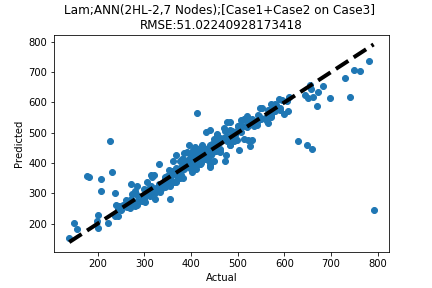 Lam;ANN(2HL-2,7 Nodes);[Case1+Case2 on Case3]
RMSE:51.02240928173418
800
700
600
500
400
300
200
Predicted
200 300 400 500 600 700 800
Actual